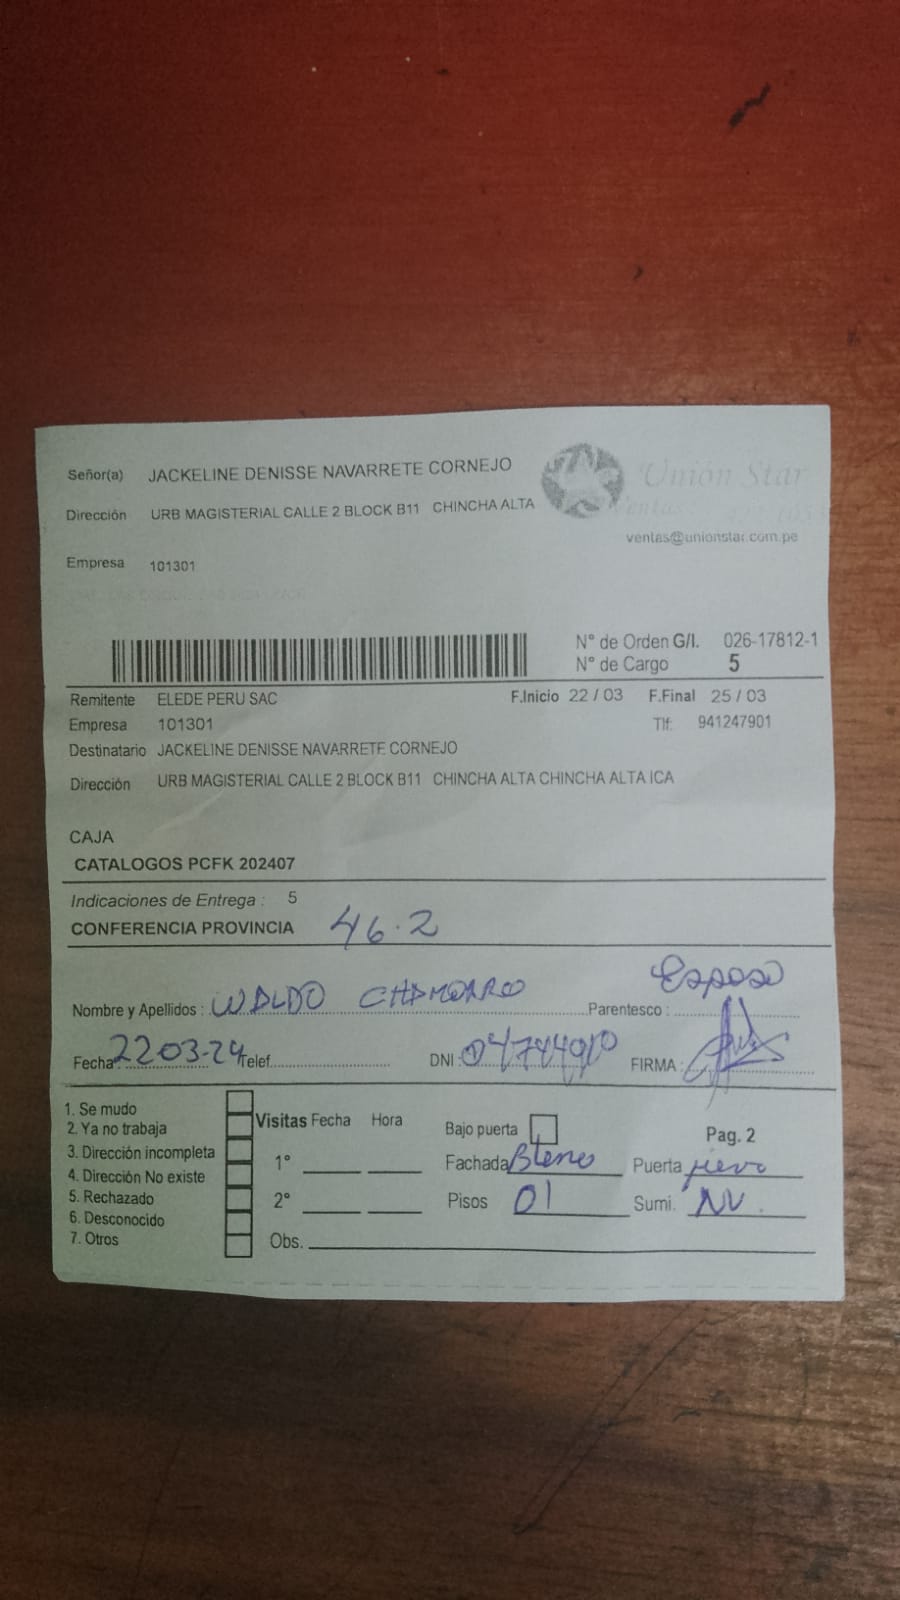 Señor(a) JACKELINE DENISSE NAVARRETE CORNEJO
Unión Star
Dirección URB MAGISTERIAL CALLE 2 BLOCK B11 CHINCHA ALTA
Ventas:
ventas@unionstar.com.pe
Empresa 101301
N° de Orden G/I. 026-17812-1
N° de Cargo 5
Remitente ELEDE PERU SAC F.Inicio 22 / 03 F.Final 25 / 03
Empresa 101301 Tlf: 941247901
Destinatario JACKELINE DENISSE NAVARRETE CORNEJO
Dirección URB MAGISTERIAL CALLE 2 BLOCK B11 CHINCHA ALTA CHINCHA ALTA ICA
CAJA
CATALOGOS PCFK 202407
Indicaciones de Entrega : 5
CONFERENCIA PROVINCIA 46.2
Nombre y Apellidos : WALDO CHAMORRO Parentesco : Esposo
Fecha: 22 03-24 Telef. DNI : FIRMA :
1. Se mudo
2. Ya no trabaja
3. Dirección incompleta
4. Dirección No existe
5. Rechazado
6. Desconocido
7. Otros
Visitas Fecha Hora
1°
2°
Obs.
Bajo puerta Pag. 2
Fachada Puerta
Pisos 01 Sumi. NV.